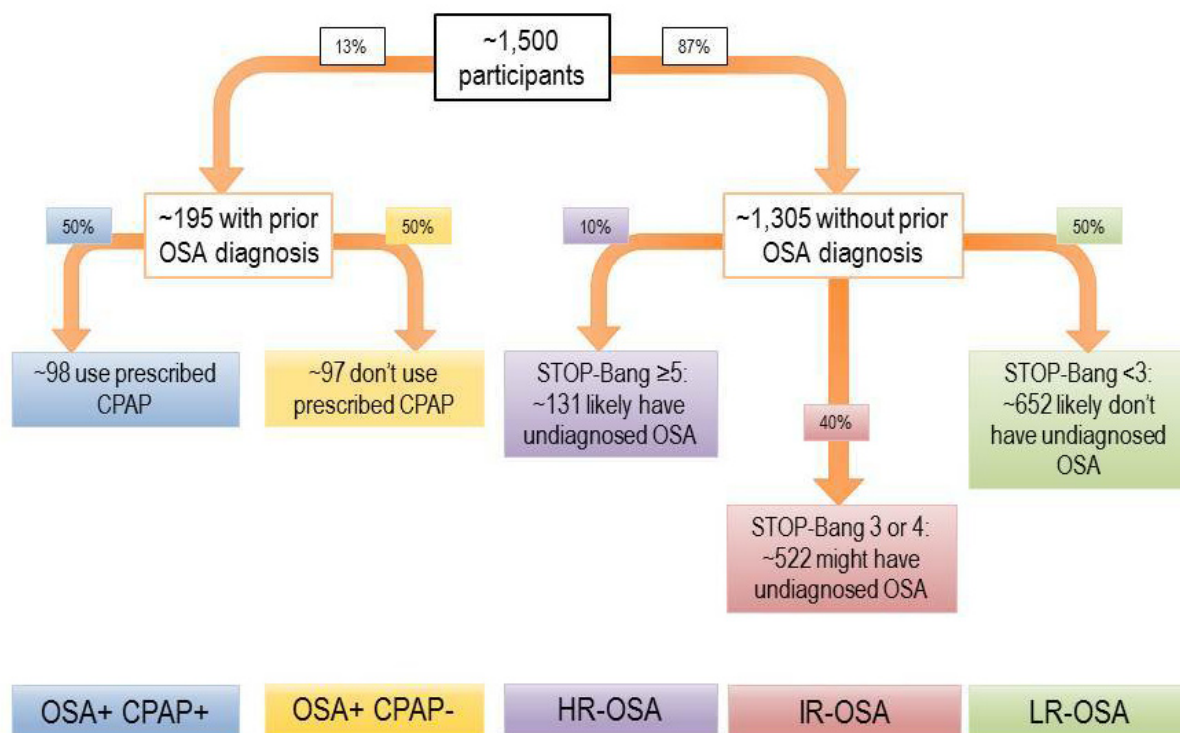 13%
~1,500
participants
87%
50%
~195 with prior
OSA diagnosis
50%
10%
~1,305 without prior
OSA diagnosis
50%
~98 use prescribed
CPAP
~97 don't use
prescribed CPAP
STOP-Bang ≥5:
~131 likely have
undiagnosed OSA
40%
STOP-Bang <3:
~652 likely don't
have undiagnosed
OSA
STOP-Bang 3 or 4:
~522 might have
undiagnosed OSA
OSA+ CPAP+
OSA+ CPAP-
HR-OSA
IR-OSA
LR-OSA